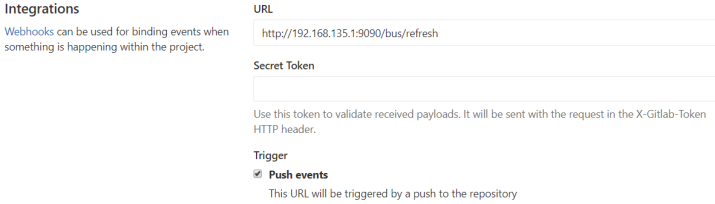 Integrations
Webhooks can be used for binding events when
something is happening within the project.
URL
http://192.168.135.1:9090/bus/refresh
Secret Token
Use this token to validate received payloads. It will be sent with the request in the X-Gitlab-Token
HTTP header.
Trigger
Push events
This URL will be triggered by a push to the repository